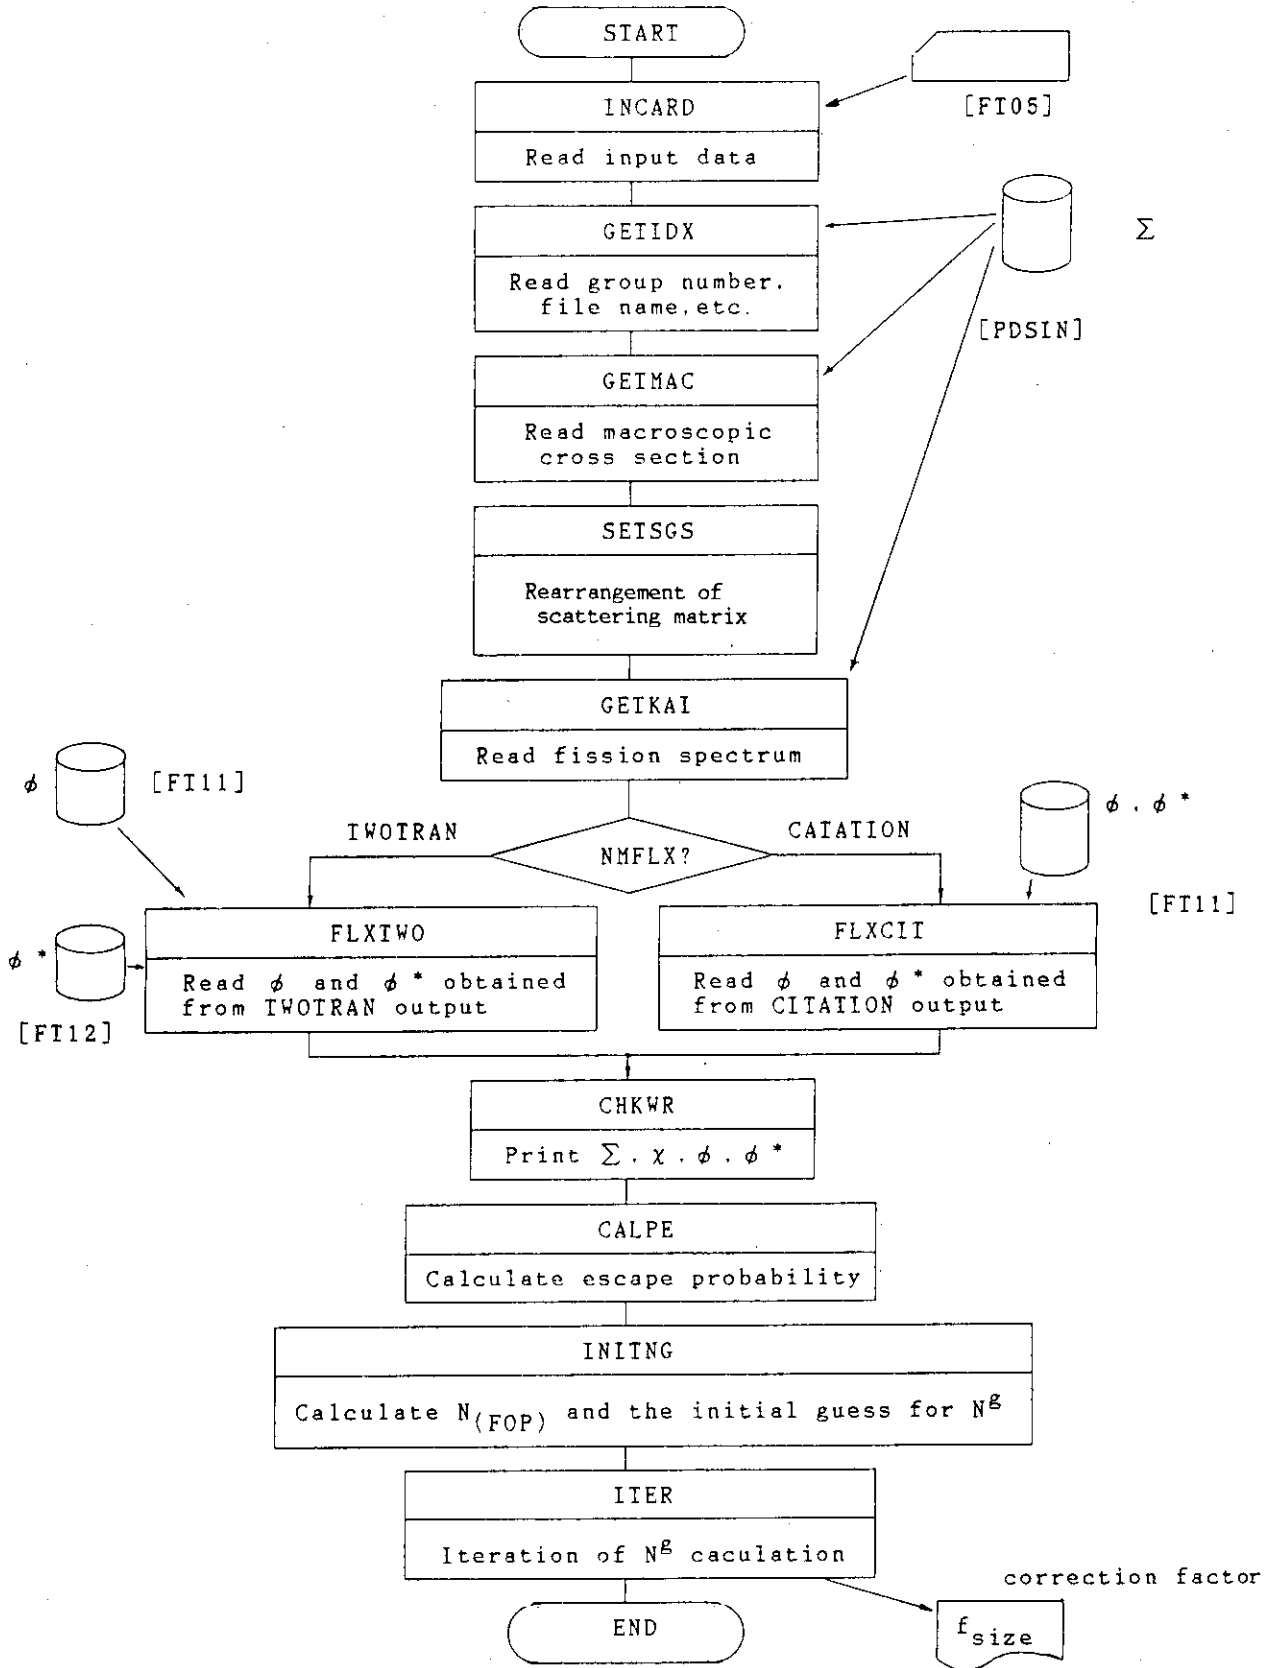 START
[FT05]
INCARD
Read input data
GETIDX
Read group number,
file name,etc.
Σ
[PDSIN]
GETMAC
Read macroscopic
cross section
SETSGS
Rearrangement of
scattering matrix
GETKAI
Read fission spectrum
ϕ [FT11]
ϕ , ϕ *
TWOTRAN
CATATION
NMFLX?
[FT11]
FLXTWO
FLXCIT
ϕ *
Read ϕ and ϕ * obtained
from TWOTRAN output
Read ϕ and ϕ * obtained
from CITATION output
[FT12]
CHKWR
Print Σ , χ , ϕ , ϕ *
CALPE
Calculate escape probability
INITNG
Calculate N(FOP) and the initial guess for Ng
ITER
Iteration of Ng caculation
correction factor
END
fsize